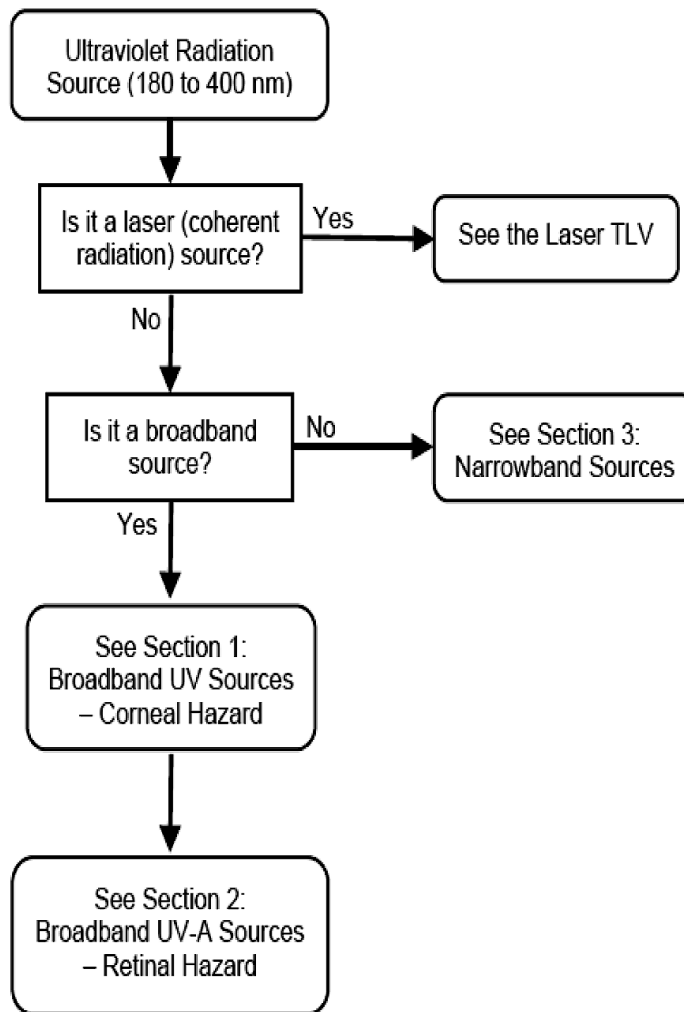 Ultraviolet Radiation
Source (180 to 400 nm)
Is it a laser (coherent
radiation) source?
Yes
See the Laser TLV
No
Is it a broadband
source?
No
See Section 3:
Narrowband Sources
Yes
See Section 1:
Broadband UV Sources
– Corneal Hazard
See Section 2:
Broadband UV-A Sources
– Retinal Hazard